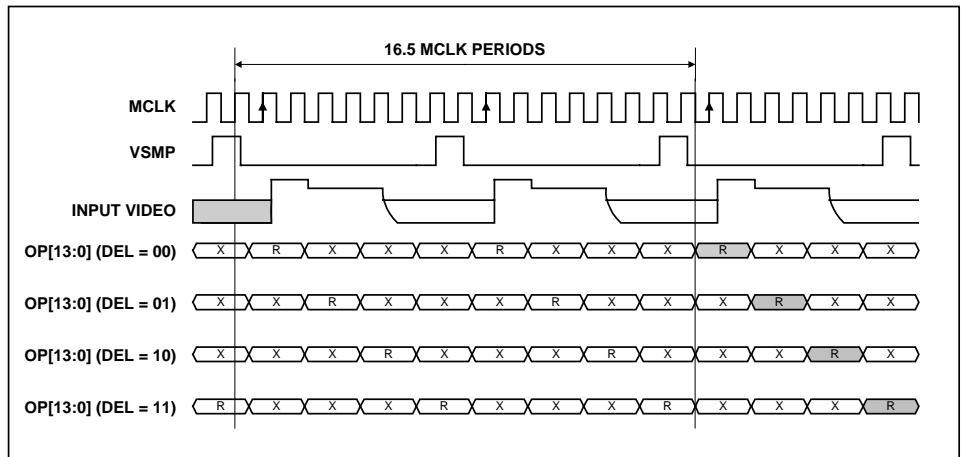 16.5 MCLK PERIODS
MCLK
VSMP
INPUT VIDEO
OP[13:0] (DEL = 00) X R X X X R X X X R X X X
OP[13:0] (DEL = 01) X X R X X X R X X X R X X
OP[13:0] (DEL = 10) X X X R X X X R X X X R X
OP[13:0] (DEL = 11) R X X X R X X X R X X X R